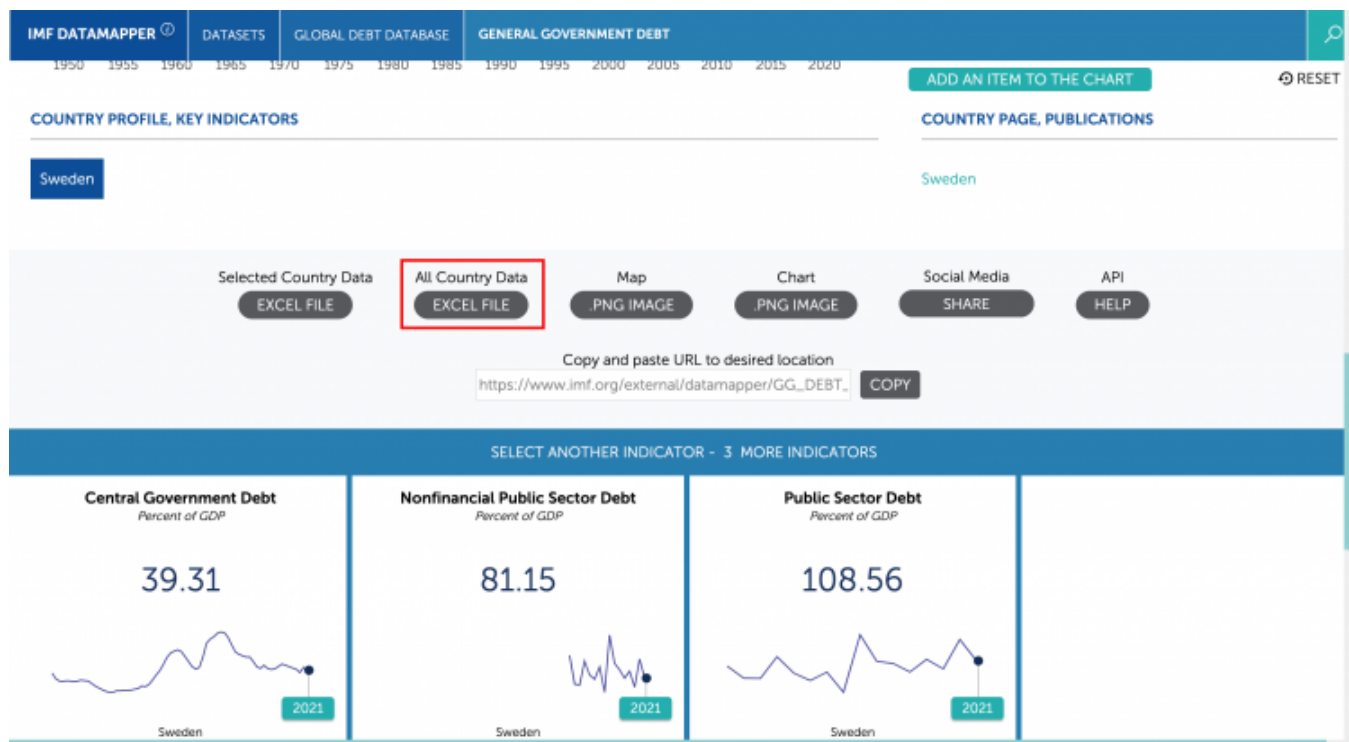 IMF DATAMAPPER DATASETS GLOBAL DEBT DATABASE GENERAL GOVERNMENT DEBT
1950 1955 1960 1965 1970 1975 1980 1985 1990 1995 2000 2005 2010 2015 2020
ADD AN ITEM TO THE CHART RESET
COUNTRY PROFILE, KEY INDICATORS COUNTRY PAGE, PUBLICATIONS
Sweden Sweden
Selected Country Data All Country Data Map Chart Social Media API
EXCEL FILE EXCEL FILE .PNG IMAGE .PNG IMAGE SHARE HELP
Copy and paste URL to desired location
https://www.imf.org/external/datamapper/GG_DEBT_ COPY
SELECT ANOTHER INDICATOR - 3 MORE INDICATORS
Central Government Debt Nonfinancial Public Sector Debt Public Sector Debt
Percent of GDP Percent of GDP Percent of GDP
39.31 81.15 108.56
2021 2021 2021
Sweden Sweden Sweden